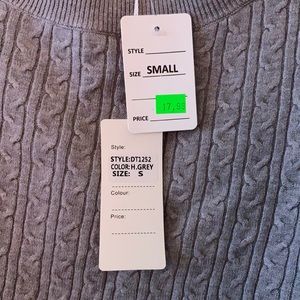 STYLE
SIZE SMALL
17.99
PRICE
Style:
STYLE:DT1252
COLOR:H.GREY
SIZE: S
Colour:
Price: